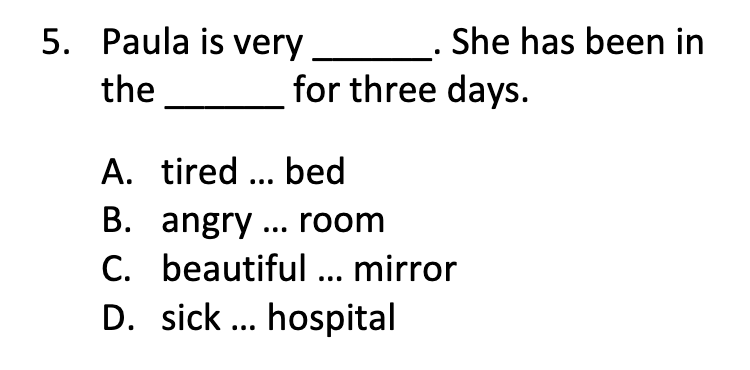 5. Paula is very ______. She has been in
the ______ for three days.
A. tired ... bed
B. angry ... room
C. beautiful ... mirror
D. sick ... hospital